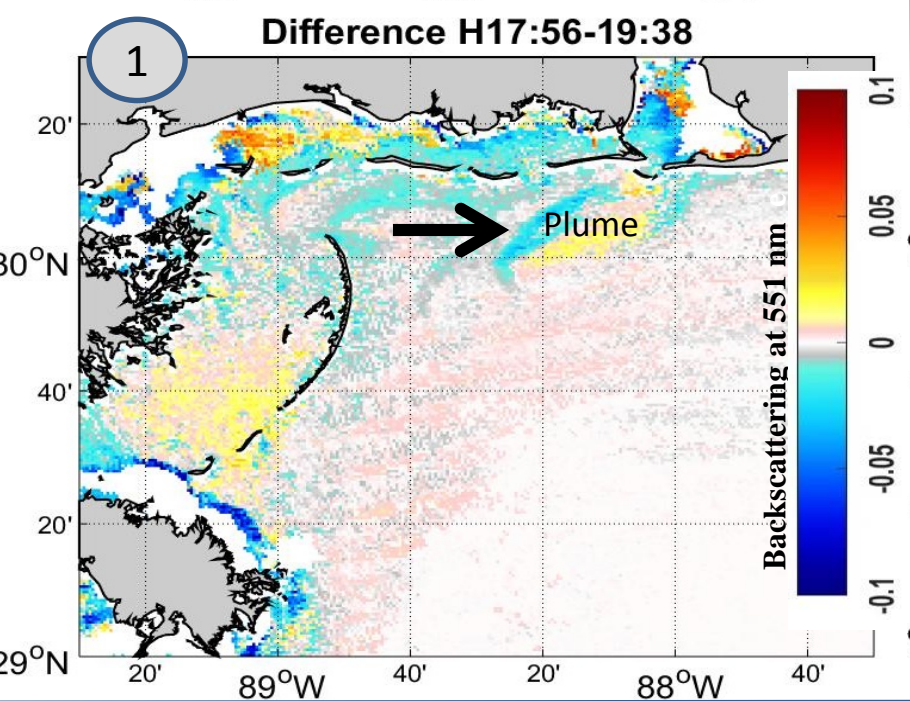 Difference H17:56-19:38
1
20'
30°N
40'
20'
29°N
20'
89°W
40'
20'
88°W
40'
Plume
Backscattering at 551 nm
0.1
0.05
0
-0.05
-0.1